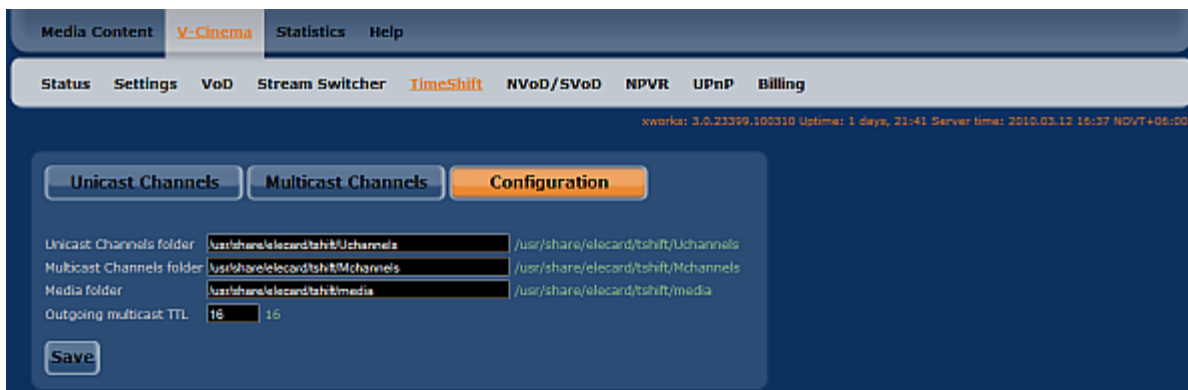 Media Content V-Cinema Statistics Help
Status Settings VoD Stream Switcher TimeShift NVoD/SVoD NPVR UPnP Billing
xworks: 3.0.23399.100310 Uptime: 1 days, 21:41 Server time: 2010.03.12 16:37 NOVT+06:00
Unicast Channels Multicast Channels Configuration
Unicast Channels folder /usr/share/elecard/tshift/Uchannels /usr/share/elecard/tshift/Uchannels
Multicast Channels folder /usr/share/elecard/tshift/Mchannels /usr/share/elecard/tshift/Mchannels
Media folder /usr/share/elecard/tshift/media /usr/share/elecard/tshift/media
Outgoing multicast TTL 16 16
Save